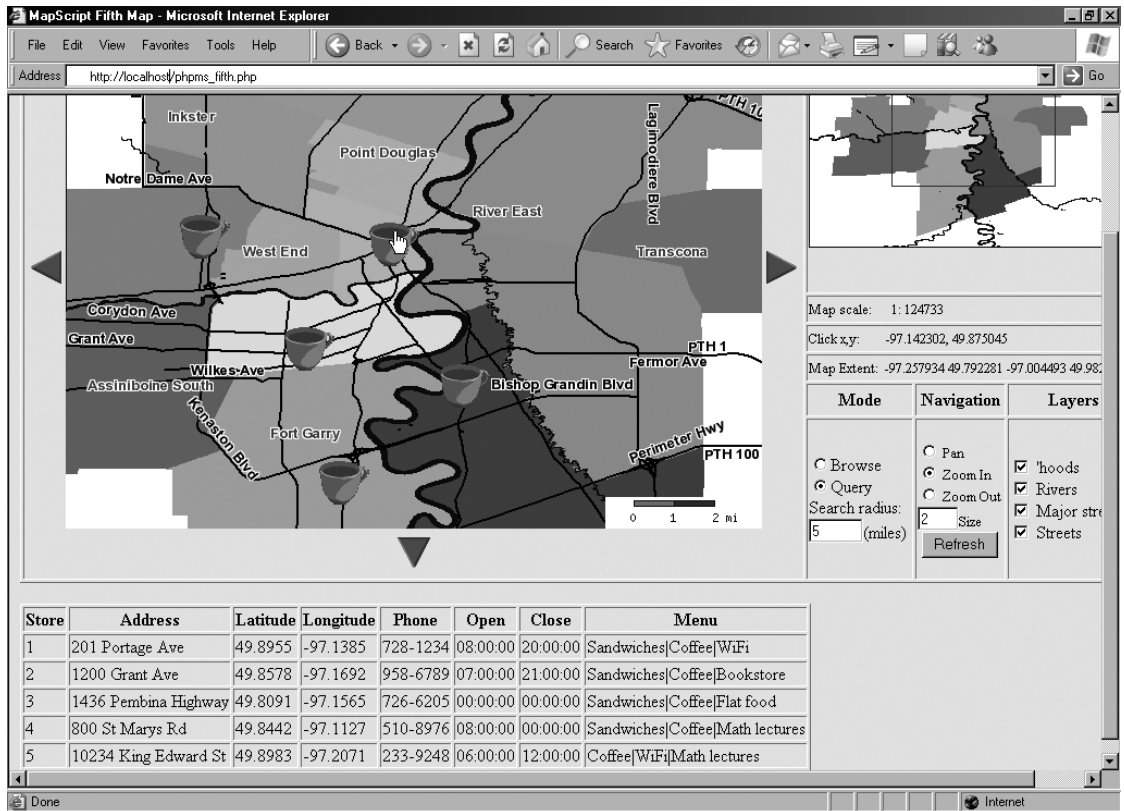 MapScript Fifth Map - Microsoft Internet Explorer
File Edit View Favorites Tools Help Back Search Favorites
Address http://localhost/phpms_fifth.php Go
Inkster
Point Douglas
Notre Dame Ave
Lagimodiere Blvd
PTH 10
River East
West End
Transcona
Corydon Ave
Grant Ave
PTH 1
Fermor Ave
Wilkes-Ave
Assiniboine South
Bishop Grandin Blvd
Kenaston Blvd
Fort Garry
Perimeter Hwy
PTH 100
0 1 2 mi
Map scale: 1: 124733
Click x,y: -97.142302, 49.875045
Map Extent: -97.257934 49.792281 -97.004493 49.982
Mode Navigation Layers
Browse
Query
Search radius:
5 (miles)
Pan
Zoom In
Zoom Out
2 Size
Refresh
'hoods
Rivers
Major stre
Streets
Store Address Latitude Longitude Phone Open Close Menu
1 201 Portage Ave 49.8955 -97.1385 728-1234 08:00:00 20:00:00 Sandwiches|Coffee|WiFi
2 1200 Grant Ave 49.8578 -97.1692 958-6789 07:00:00 21:00:00 Sandwiches|Coffee|Bookstore
3 1436 Pembina Highway 49.8091 -97.1565 726-6205 00:00:00 00:00:00 Sandwiches|Coffee|Flat food
4 800 St Marys Rd 49.8442 -97.1127 510-8976 08:00:00 00:00:00 Sandwiches|Coffee|Math lectures
5 10234 King Edward St 49.8983 -97.2071 233-9248 06:00:00 12:00:00 Coffee|WiFi|Math lectures
Done Internet